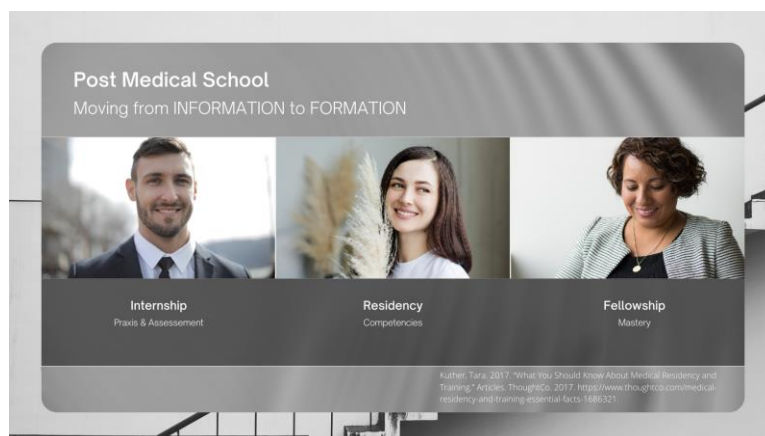 Post Medical School
Moving from INFORMATION to FORMATION
Internship
Praxis & Assessement
Residency
Competencies
Fellowship
Mastery
Kuther, Tara. 2017. "What You Should Know About Medical Residency and
Training." Articles. ThoughtCo. 2017. https://www.thoughtco.com/medical-
residency-and-training-essential-facts-1686321.